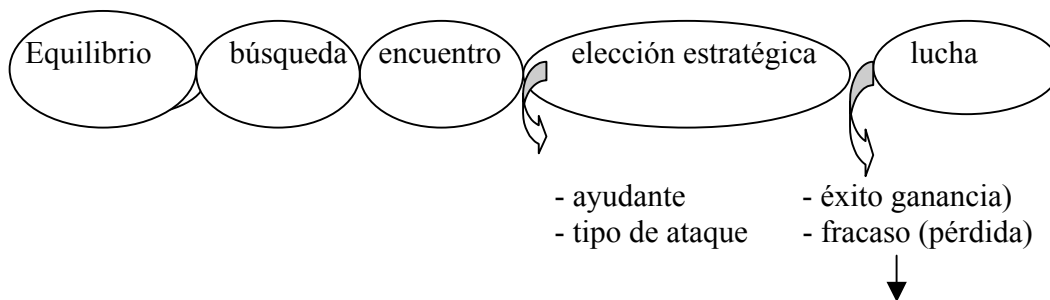 Equilibrio búsqueda encuentro elección estratégica lucha
- ayudante - éxito ganancia)
- tipo de ataque - fracaso (pérdida)